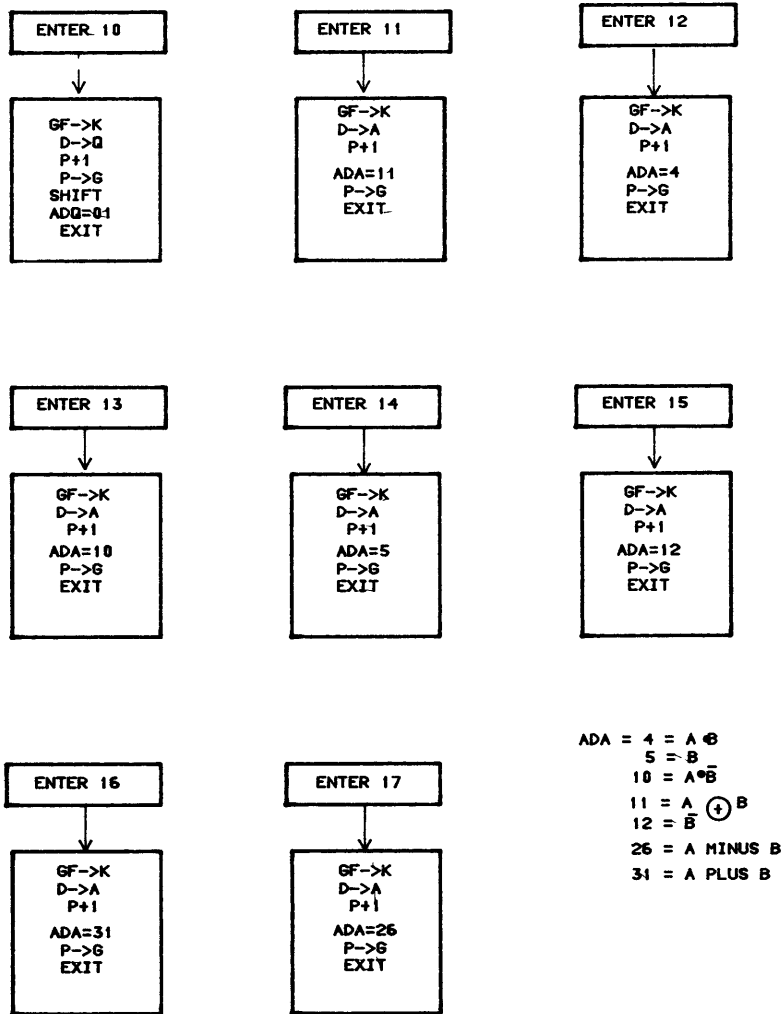 ENTER 10
GF->K
D->Q
P+1
P->G
SHIFT
ADQ=01
EXIT
ENTER 11
GF->K
D->A
P+1
ADA=11
P->G
EXIT
ENTER 12
GF->K
D->A
P+1
ADA=4
P->G
EXIT
ENTER 13
GF->K
D->A
P+1
ADA=10
P->G
EXIT
ENTER 14
GF->K
D->A
P+1
ADA=5
P->G
EXIT
ENTER 15
GF->K
D->A
P+1
ADA=12
P->G
EXIT
ENTER 16
GF->K
D->A
P+1
ADA=31
P->G
EXIT
ENTER 17
GF->K
D->A
P+1
ADA=26
P->G
EXIT
ADA = 4 = A•B
5 = B
10 = A•B̅
11 = A ⊕ B
12 = B̅
26 = A MINUS B
31 = A PLUS B